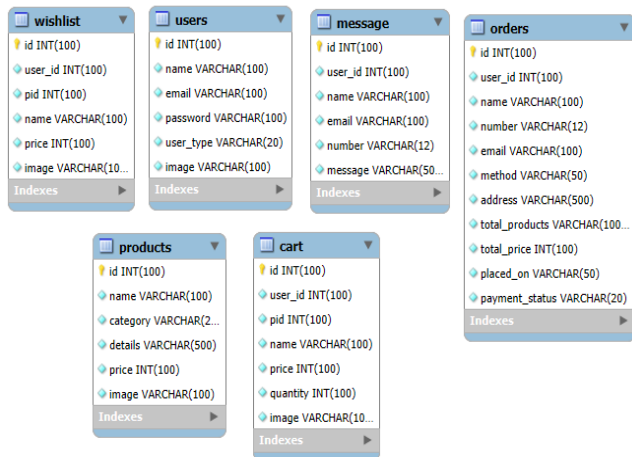 wishlist
id INT(100)
user_id INT(100)
pid INT(100)
name VARCHAR(100)
price INT(100)
image VARCHAR(10...
Indexes
users
id INT(100)
name VARCHAR(100)
email VARCHAR(100)
password VARCHAR(100)
user_type VARCHAR(20)
image VARCHAR(100)
Indexes
message
id INT(100)
user_id INT(100)
name VARCHAR(100)
email VARCHAR(100)
number VARCHAR(12)
message VARCHAR(50...
Indexes
orders
id INT(100)
user_id INT(100)
name VARCHAR(100)
number VARCHAR(12)
email VARCHAR(100)
method VARCHAR(50)
address VARCHAR(500)
total_products VARCHAR(100...
total_price INT(100)
placed_on VARCHAR(50)
payment_status VARCHAR(20)
Indexes
products
id INT(100)
name VARCHAR(100)
category VARCHAR(2...
details VARCHAR(500)
price INT(100)
image VARCHAR(100)
Indexes
cart
id INT(100)
user_id INT(100)
pid INT(100)
name VARCHAR(100)
price INT(100)
quantity INT(100)
image VARCHAR(10...
Indexes